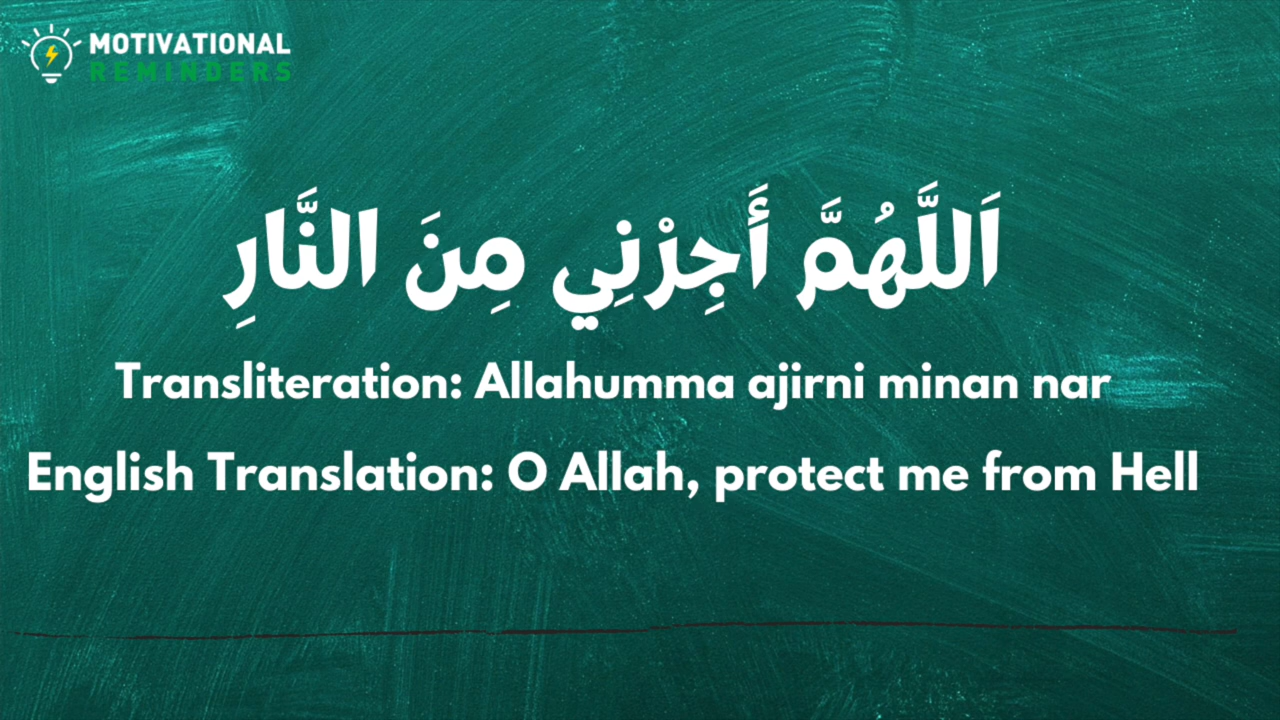 MOTIVATIONAL
REMINDERS
اَللَّهُمَّ أَجِرْنِي مِنَ النَّارِ
Transliteration: Allahumma ajirni minan nar
English Translation: O Allah, protect me from Hell